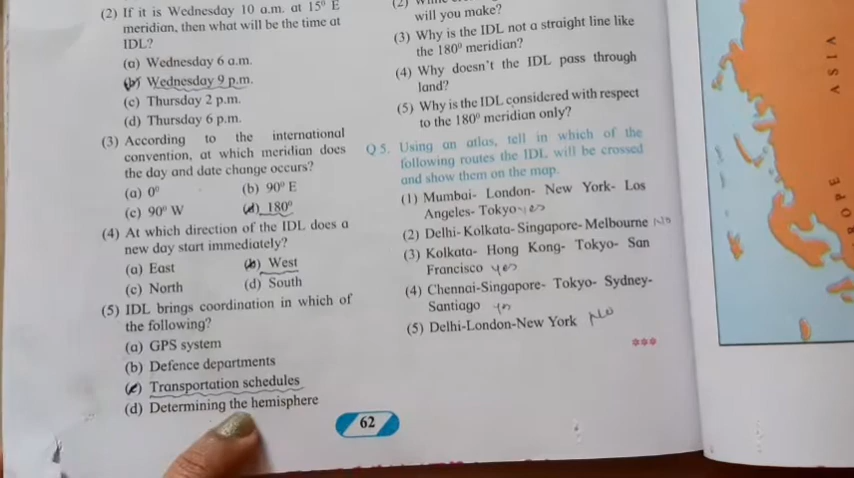 (2) If it is Wednesday 10 a.m. at 15° E
meridian, then what will be the time at
IDL?
(a) Wednesday 6 a.m.
(b) Wednesday 9 p.m.
(c) Thursday 2 p.m.
(d) Thursday 6 p.m.
(3) According to the international
convention, at which meridian does
the day and date change occurs?
(a) 0°
(b) 90° E
(c) 90° W
(d) 180°
(4) At which direction of the IDL does a
new day start immediately?
(a) East
(b) West
(c) North
(d) South
(5) IDL brings coordination in which of
the following?
(a) GPS system
(b) Defence departments
(c) Transportation schedules
(d) Determining the hemisphere
(2)
will you make?
(3) Why is the IDL not a straight line like
the 180° meridian?
(4) Why doesn't the IDL pass through
land?
(5) Why is the IDL considered with respect
to the 180° meridian only?
Q 5. Using an atlas, tell in which of the
following routes the IDL will be crossed
and show them on the map.
(1) Mumbai- London- New York- Los
Angeles- Tokyo yes
(2) Delhi- Kolkata- Singapore- Melbourne No
(3) Kolkata- Hong Kong- Tokyo- San
Francisco yes
(4) Chennai-Singapore- Tokyo- Sydney-
Santiago yes
(5) Delhi-London-New York No
***
62
ASIA